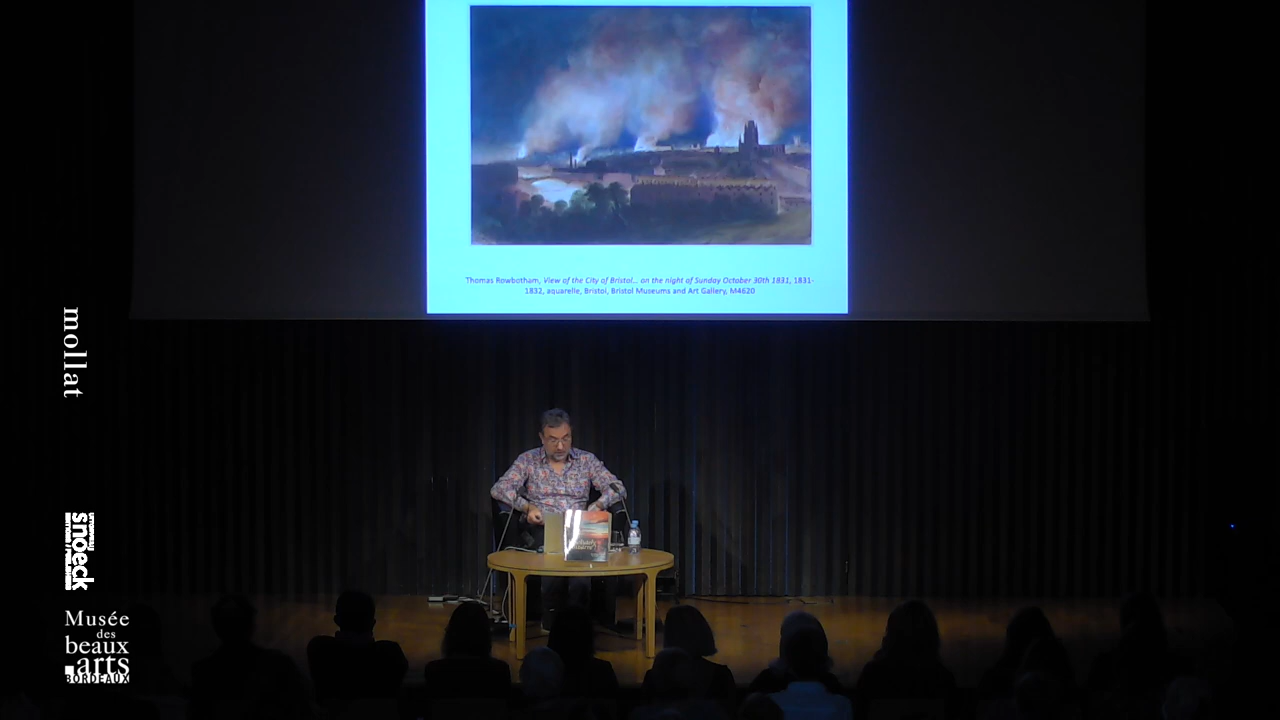 Thomas Rowbotham, View of the City of Bristol... on the night of Sunday October 30th 1831, 1831-
1832, aquarelle, Bristol, Bristol Museums and Art Gallery, M4620
mollat
snoeck
Musée
des
beaux
arts
BORDEAUX